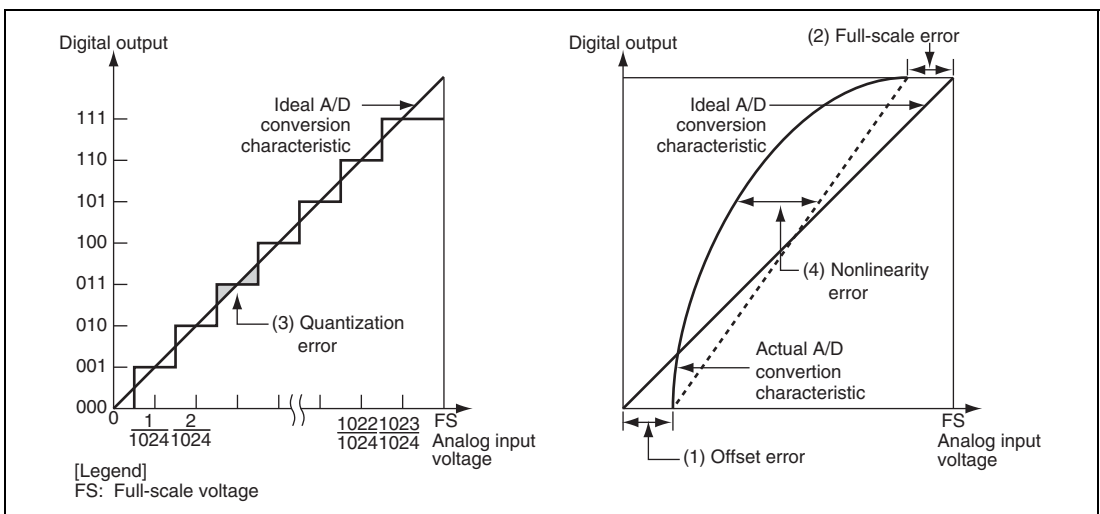 Digital output
Ideal A/D
conversion
characteristic
111
110
101
100
011
010
001
000
(3) Quantization
error
0
1
1024
2
1024
1022
1024
1023
1024
FS
Analog input
voltage
[Legend]
FS: Full-scale voltage
Digital output
(2) Full-scale error
Ideal A/D
conversion
characteristic
(4) Nonlinearity
error
Actual A/D
convertion
characteristic
FS
Analog input
voltage
(1) Offset error